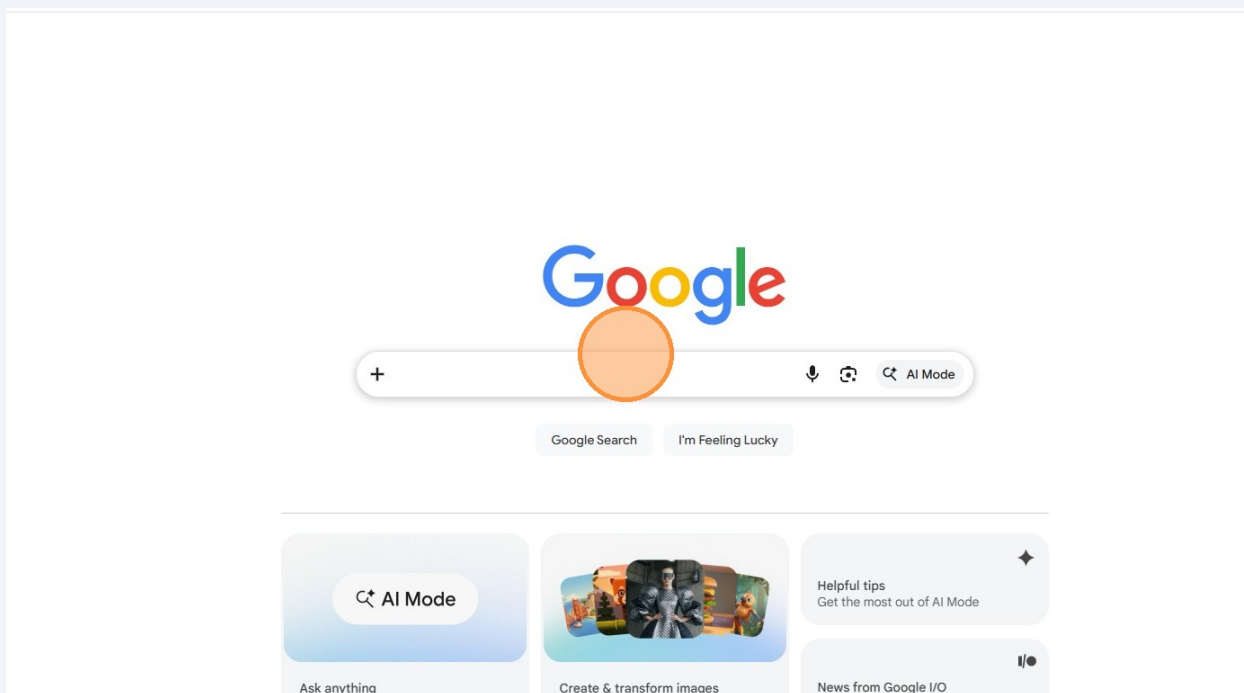 Google
AI Mode
Google Search
I'm Feeling Lucky
AI Mode
Ask anything
Create & transform images
Helpful tips
Get the most out of AI Mode
I/O
News from Google I/O